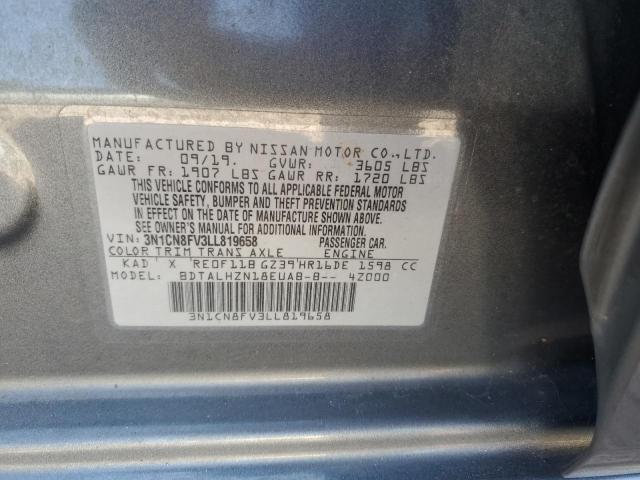 MANUFACTURED BY NISSAN MOTOR CO.,LTD.
DATE: 09/19. GVWR: 3605 LBS
GAWR FR: 1907 LBS GAWR RR: 1720 LBS
THIS VEHICLE CONFORMS TO ALL APPLICABLE FEDERAL MOTOR
VEHICLE SAFETY, BUMPER AND THEFT PREVENTION STANDARDS
IN EFFECT ON THE DATE OF MANUFACTURE SHOWN ABOVE.
SEE OWNER'S MANUAL FOR ADDITIONAL INFORMATION
VIN: 3N1CN8FV3LL819658 PASSENGER CAR.
COLOR TRIM TRANS AXLE ENGINE
KAD X RE0F11B GZ39 HR16DE 1598 CC
MODEL: BDTALHZN18EUAB-B-- 4Z000
3N1CN8FV3LL819658